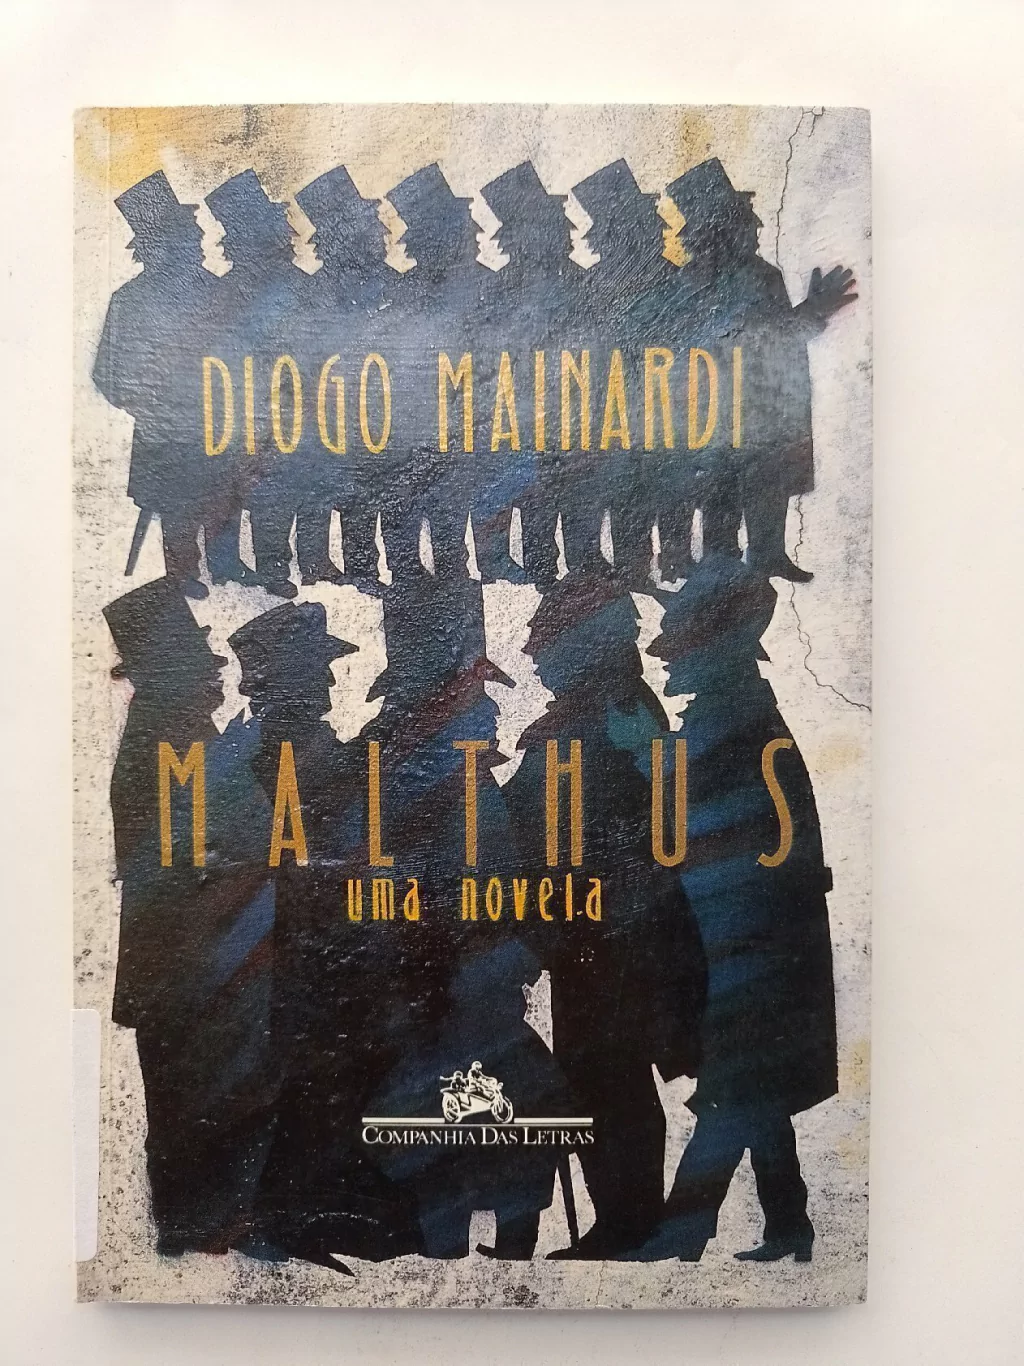 DIOGO MAINARDI
MALTHUS
uma novela
COMPANHIA DAS LETRAS